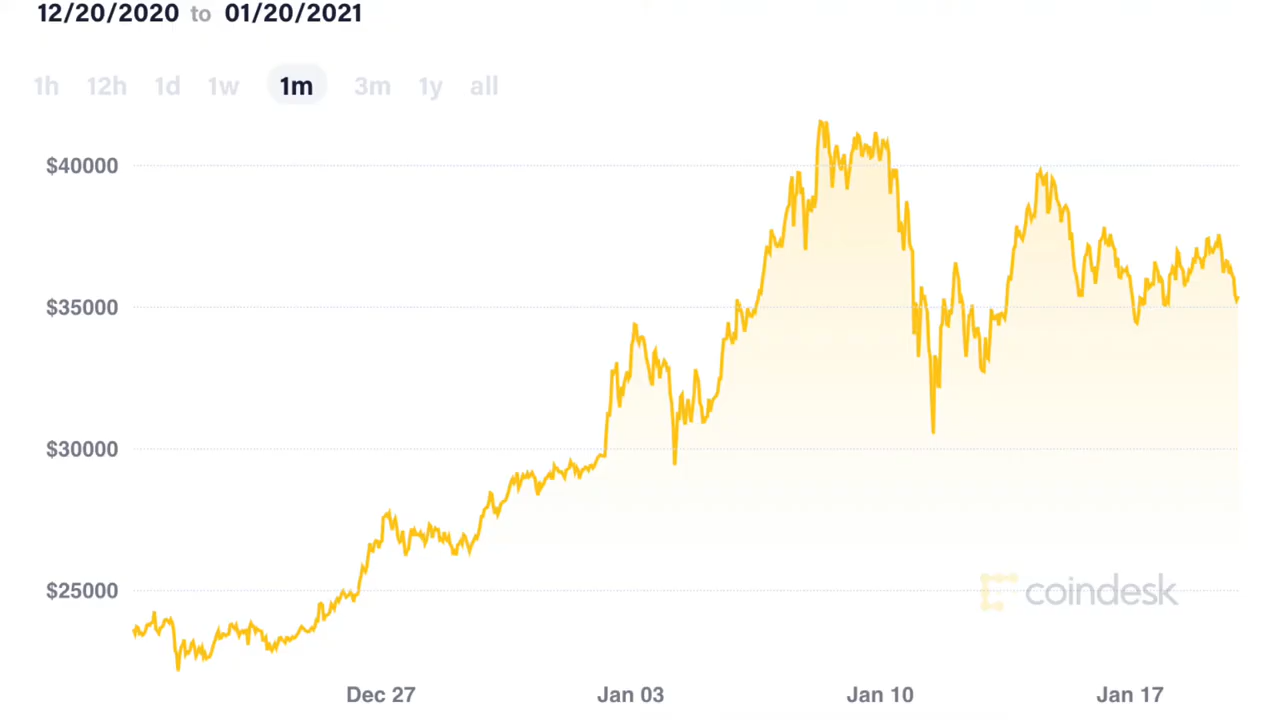 12/20/2020 to 01/20/2021
1h 12h 1d 1w 1m 3m 1y all
$40000
$35000
$30000
$25000
coindesk
Dec 27 Jan 03 Jan 10 Jan 17